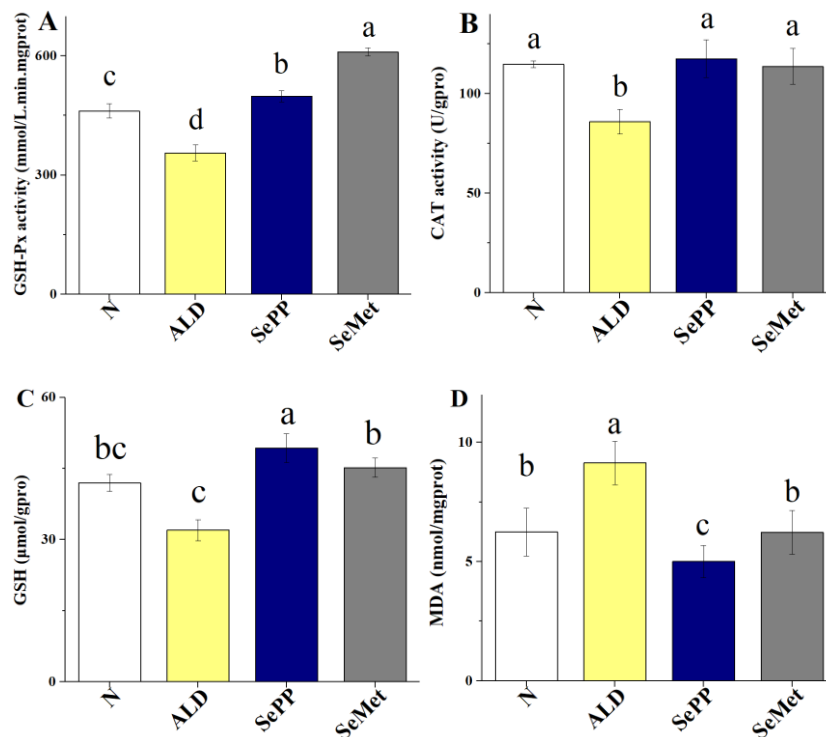 A
GSH-Px activity (mmol/L.min.mgprot)
600
300
0
c
d
b
a
N
ALD
SePP
SeMet
B
CAT activity (U/gpro)
100
50
0
a
b
a
a
N
ALD
SePP
SeMet
C
GSH (μmol/gpro)
60
30
0
bc
c
a
b
N
ALD
SePP
SeMet
D
MDA (nmol/mgprot)
10
5
0
b
a
c
b
N
ALD
SePP
SeMet